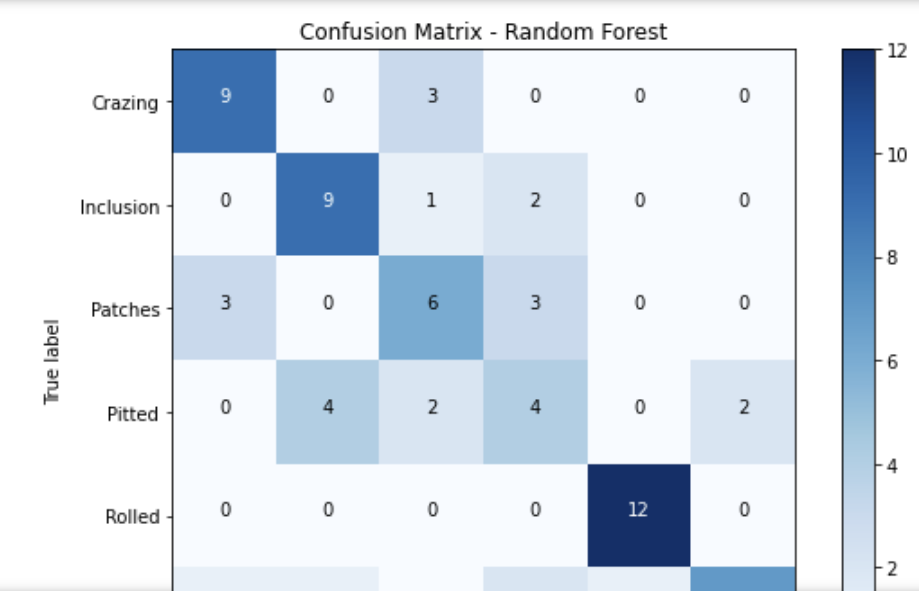 Confusion Matrix - Random Forest
Crazing 9 0 3 0 0 0
Inclusion 0 9 1 2 0 0
Patches 3 0 6 3 0 0
Pitted 0 4 2 4 0 2
Rolled 0 0 0 0 12 0
True label
12
10
8
6
4
2